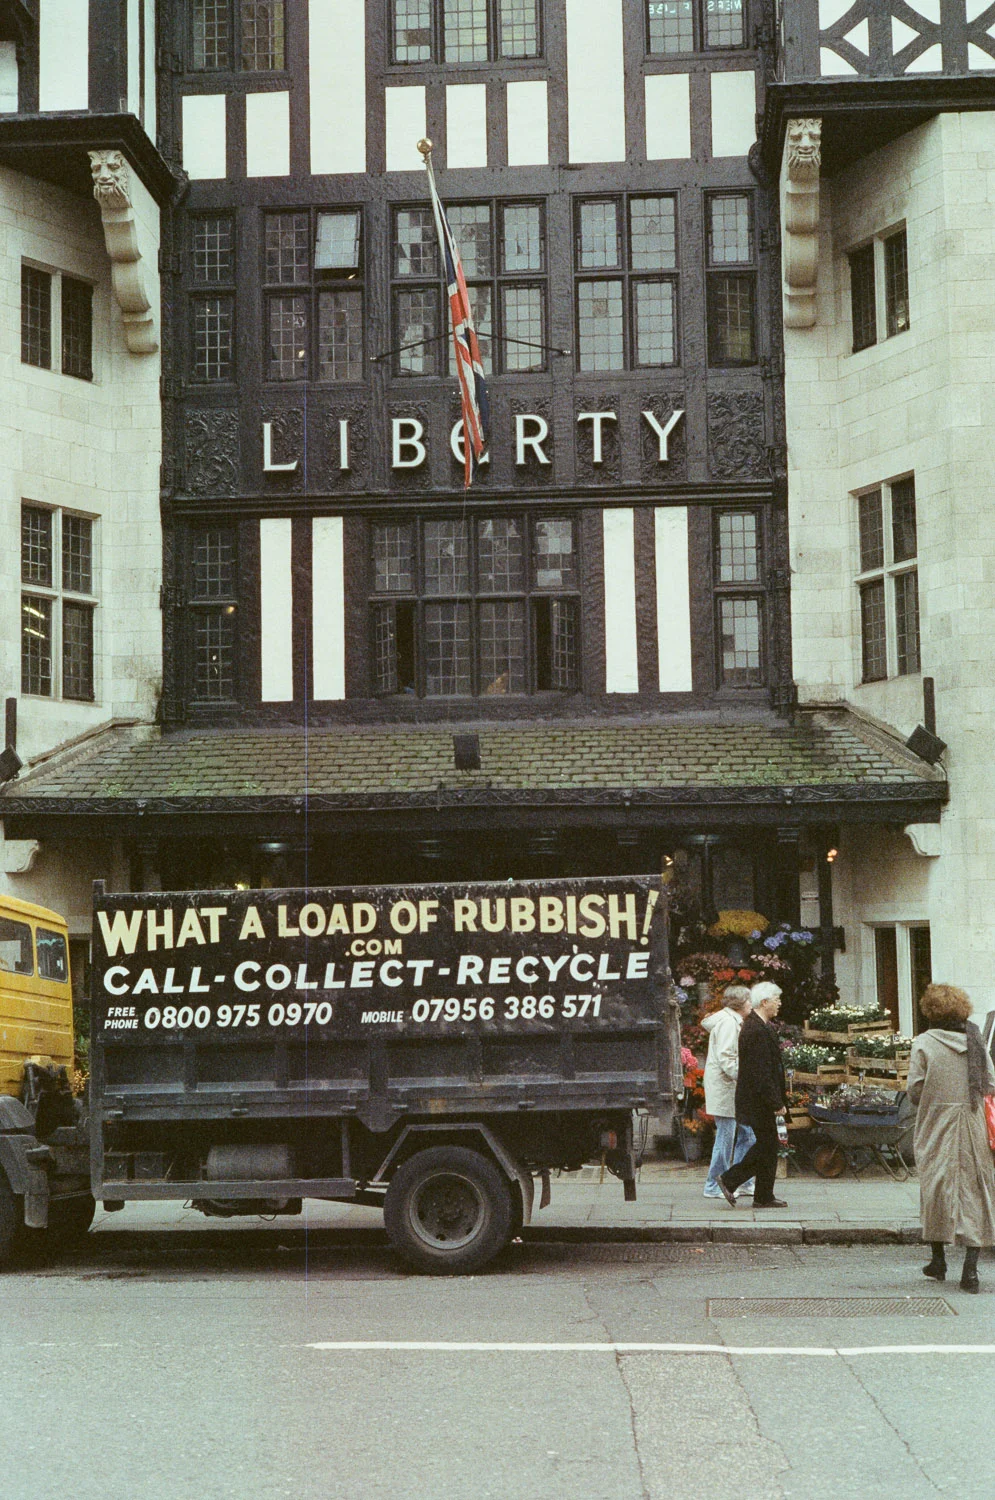 LIBERTY
WHAT A LOAD OF RUBBISH!
.COM
CALL-COLLECT-RECYCLE
FREE PHONE 0800 975 0970 MOBILE 07956 386 571